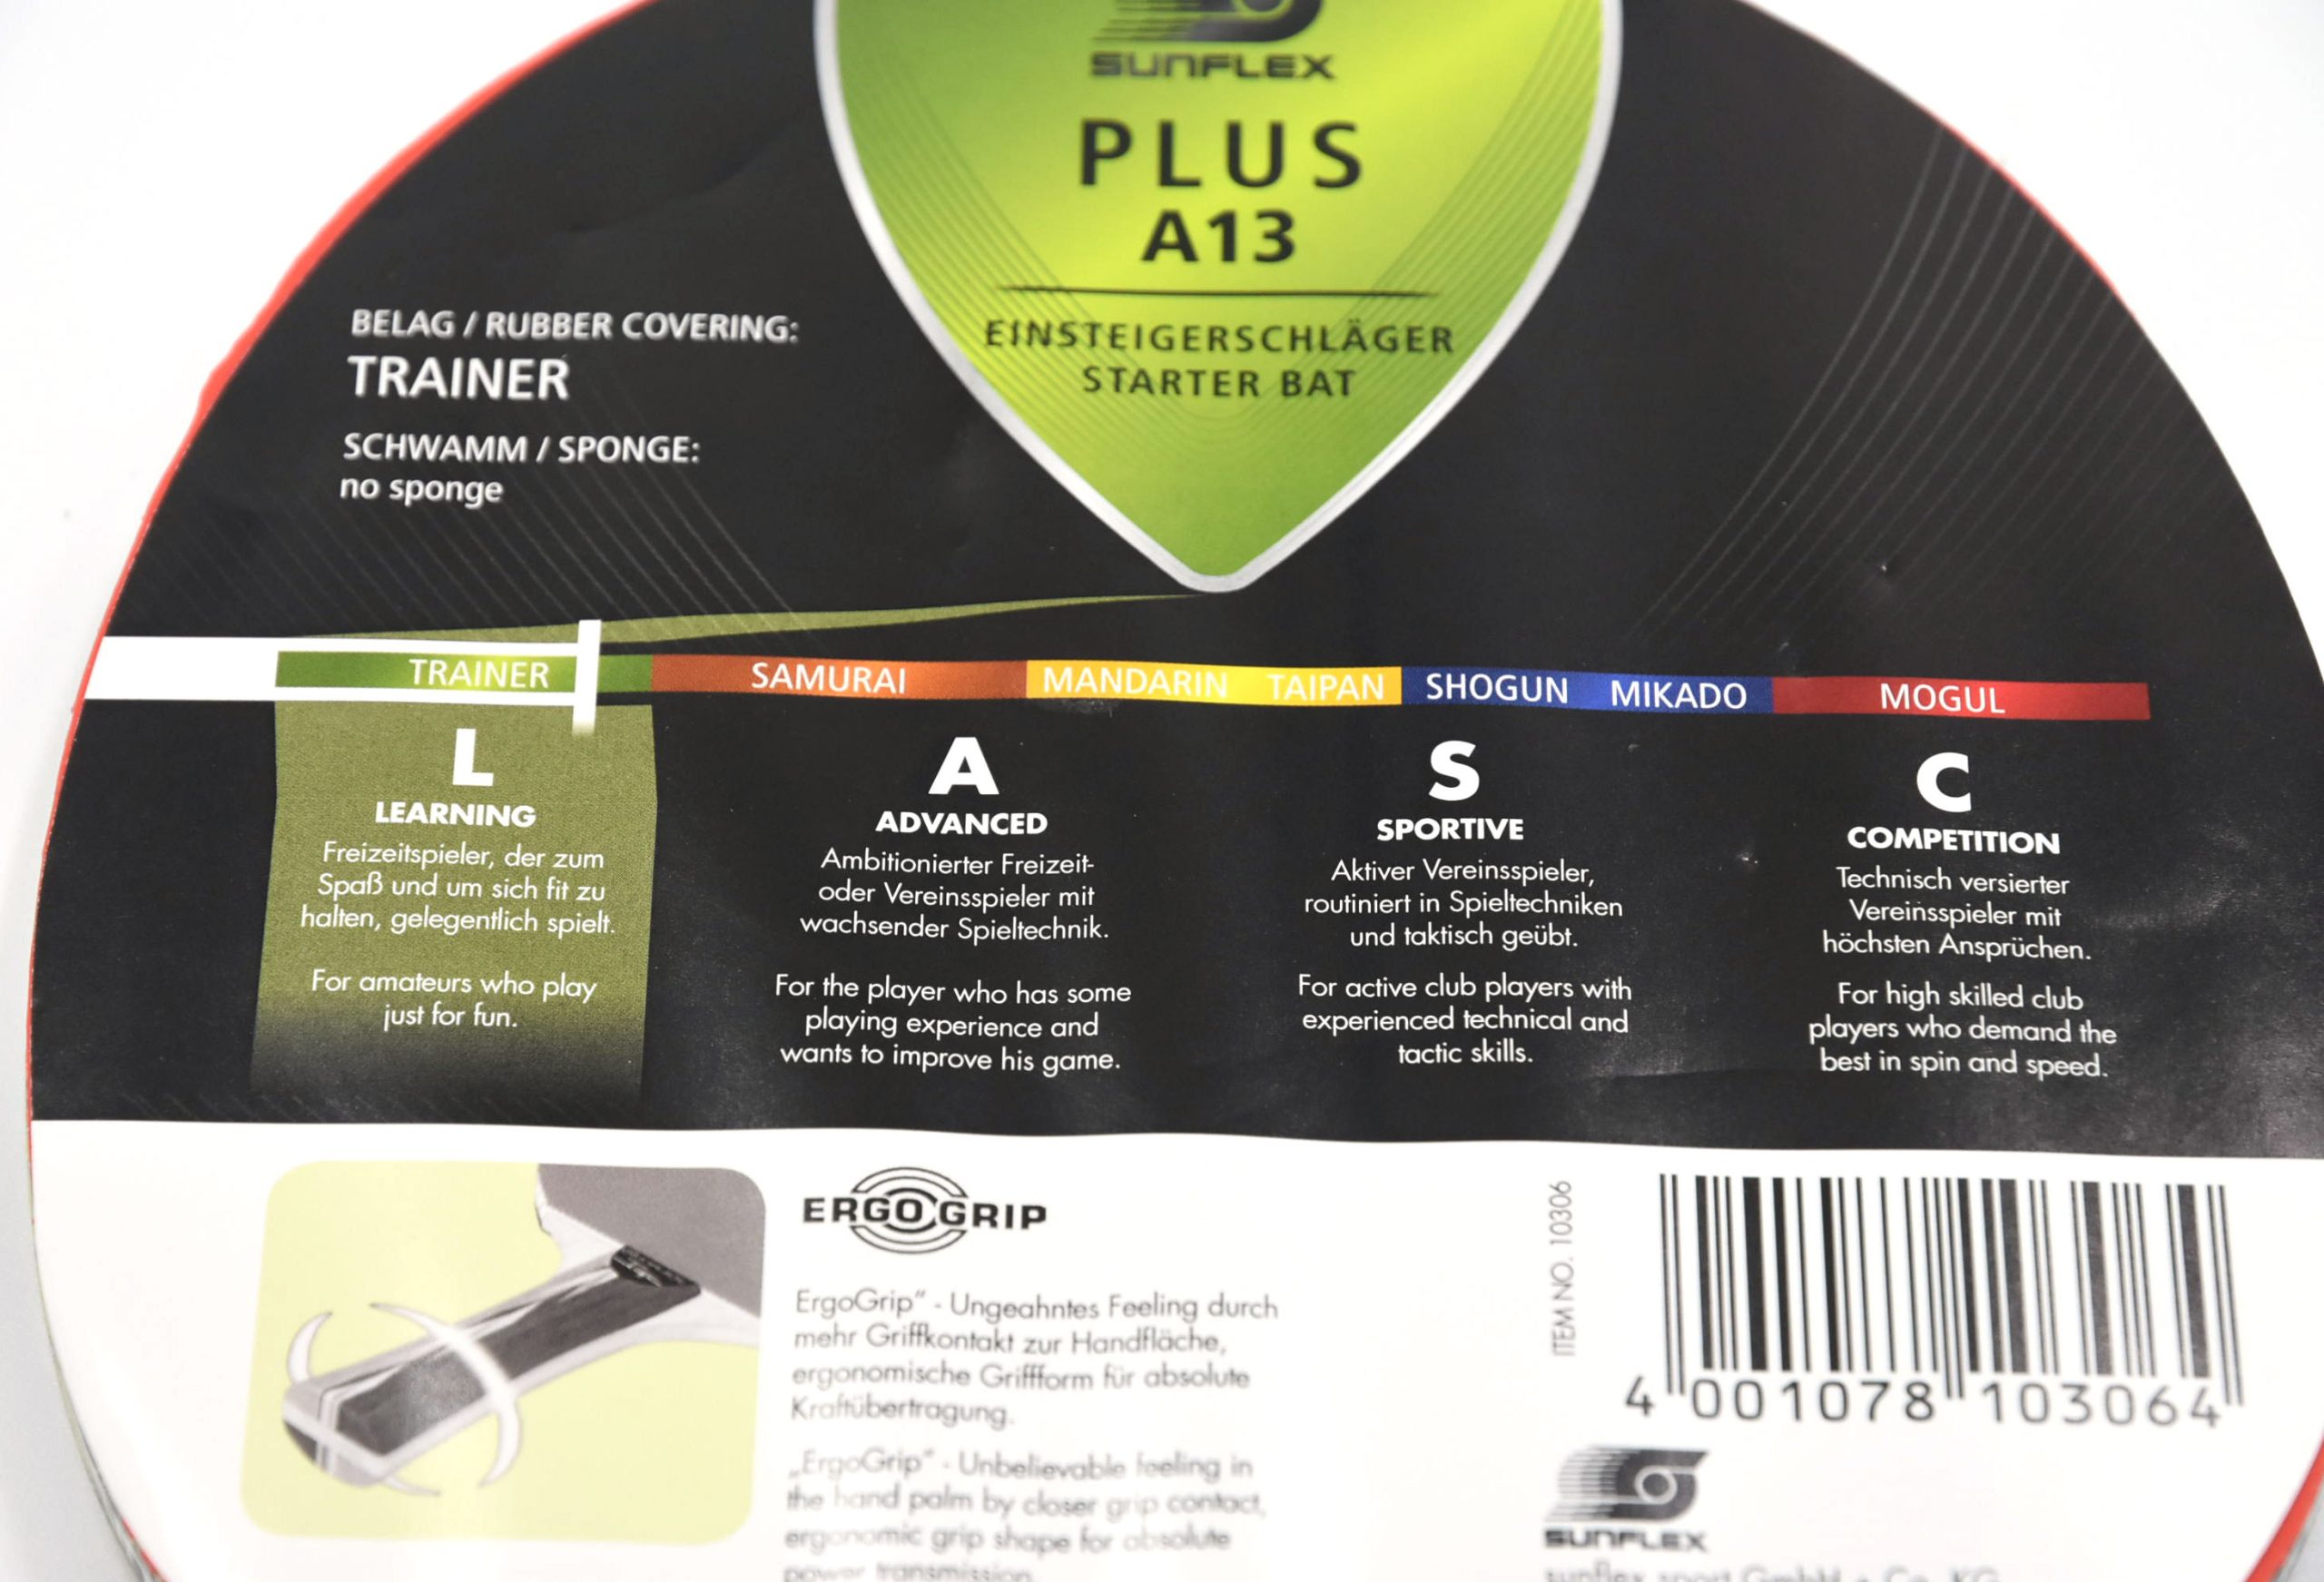 SUNFLEX
PLUS
A13
EINSTEIGERSCHLÄGER
STARTER BAT
BELAG / RUBBER COVERING:
TRAINER
SCHWAMM / SPONGE:
no sponge
TRAINER SAMURAI MANDARIN TAIPAN SHOGUN MIKADO MOGUL
L
LEARNING
Freizeitspieler, der zum
Spaß und um sich fit zu
halten, gelegentlich spielt.
For amateurs who play
just for fun.
A
ADVANCED
Ambitionierter Freizeit-
oder Vereinsspieler mit
wachsender Spieltechnik.
For the player who has some
playing experience and
wants to improve his game.
S
SPORTIVE
Aktiver Vereinsspieler,
routiniert in Spieltechniken
und taktisch geübt.
For active club players with
experienced technical and
tactic skills.
C
COMPETITION
Technisch versierter
Vereinsspieler mit
höchsten Ansprüchen.
For high skilled club
players who demand the
best in spin and speed.
ERGO GRIP
ErgoGrip" - Ungeahntes Feeling durch
mehr Griffkontakt zur Handfläche,
ergonomische Griffform für absolute
Kraftübertragung.
„ErgoGrip" - Unbelievable feeling in
the hand palm by closer grip contact,
ergonomic grip shape for absolute
power transmission.
ITEM NO. 10306
4 001078 103064
SUNFLEX
sunflex sport GmbH + Co. KG